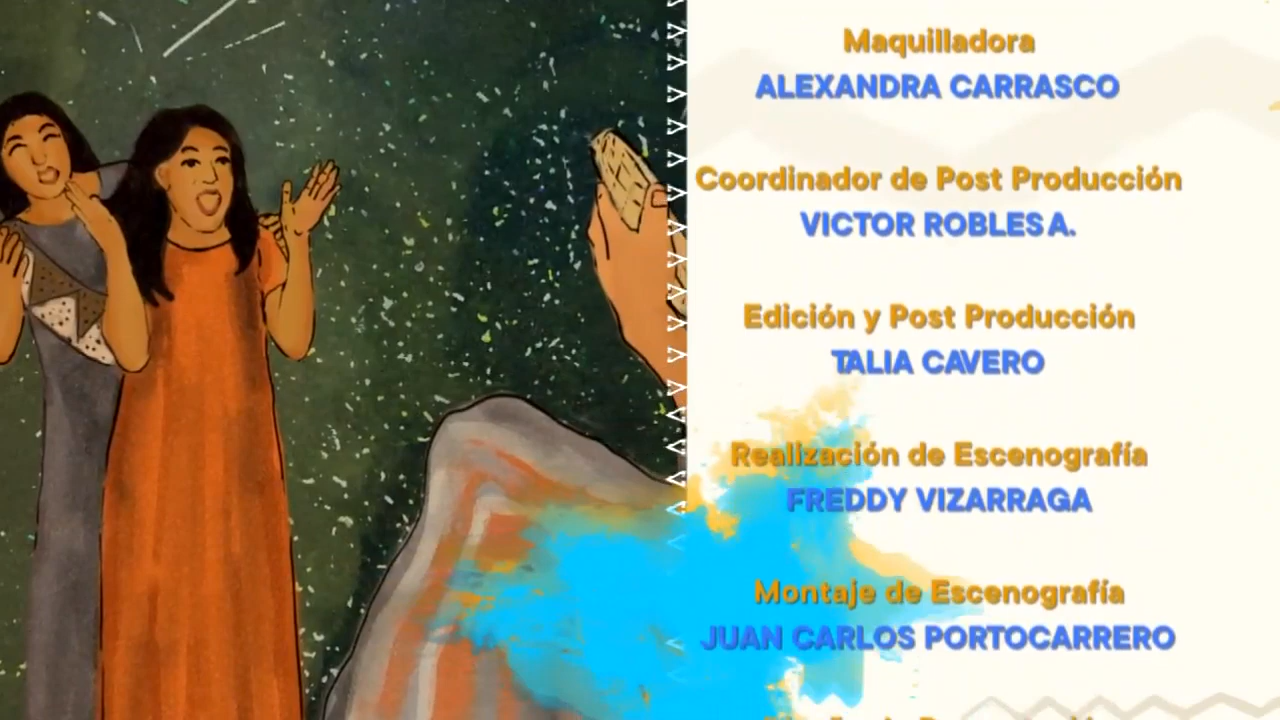 Maquilladora
ALEXANDRA CARRASCO
Coordinador de Post Producción
VICTOR ROBLES A.
Edición y Post Producción
TALIA CAVERO
Realización de Escenografía
FREDDY VIZARRAGA
Montaje de Escenografía
JUAN CARLOS PORTOCARRERO